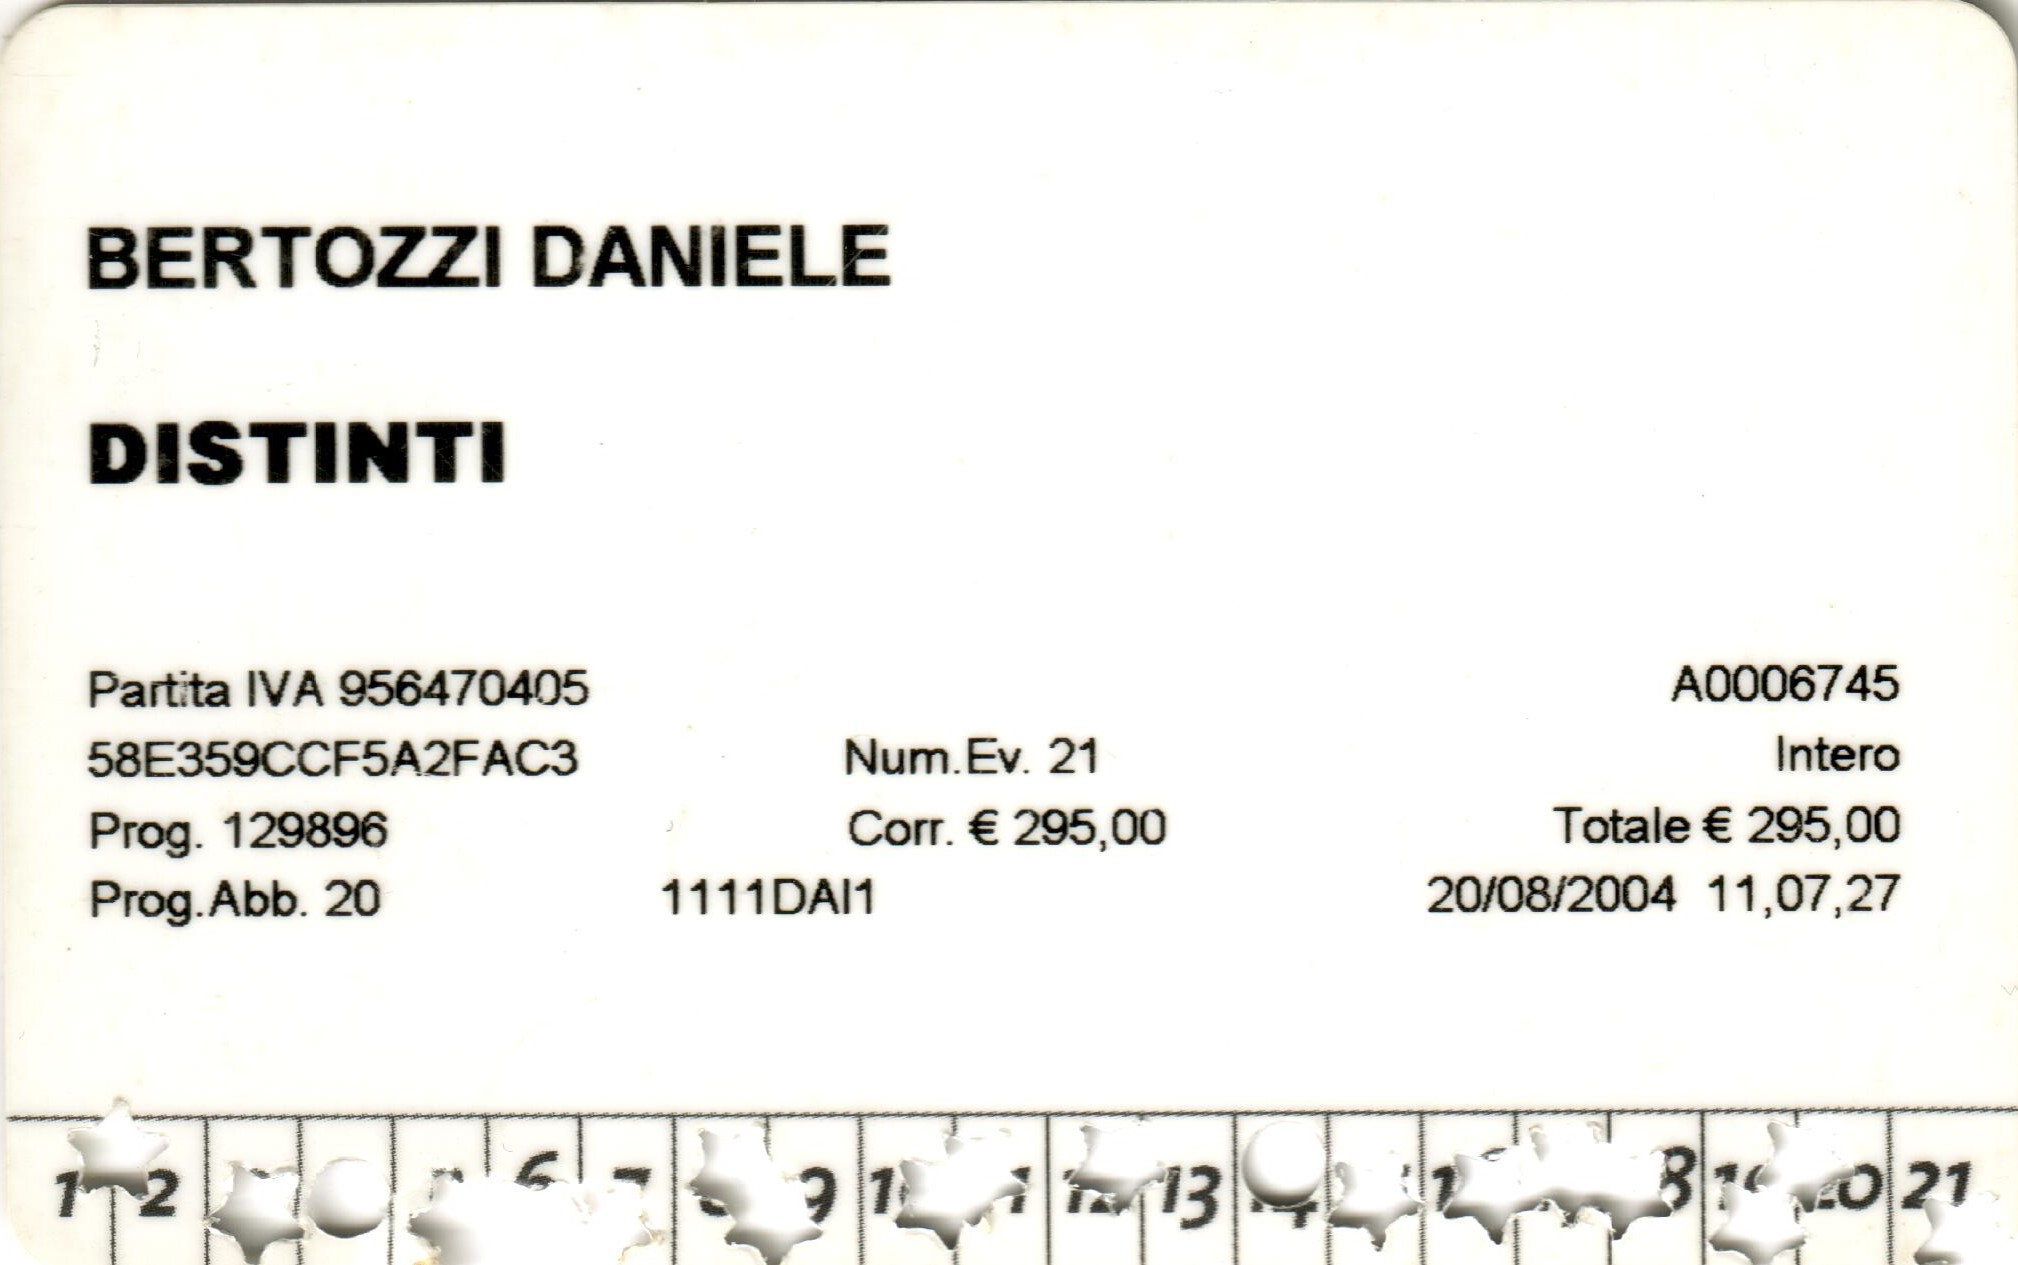 BERTOZZI DANIELE
DISTINTI
Partita IVA 956470405 A0006745
58E359CCF5A2FAC3 Num.Ev. 21 Intero
Prog. 129896 Corr. € 295,00 Totale € 295,00
Prog.Abb. 20 1111DAI1 20/08/2004 11,07,27
1 2 6 7 9 12 13 21